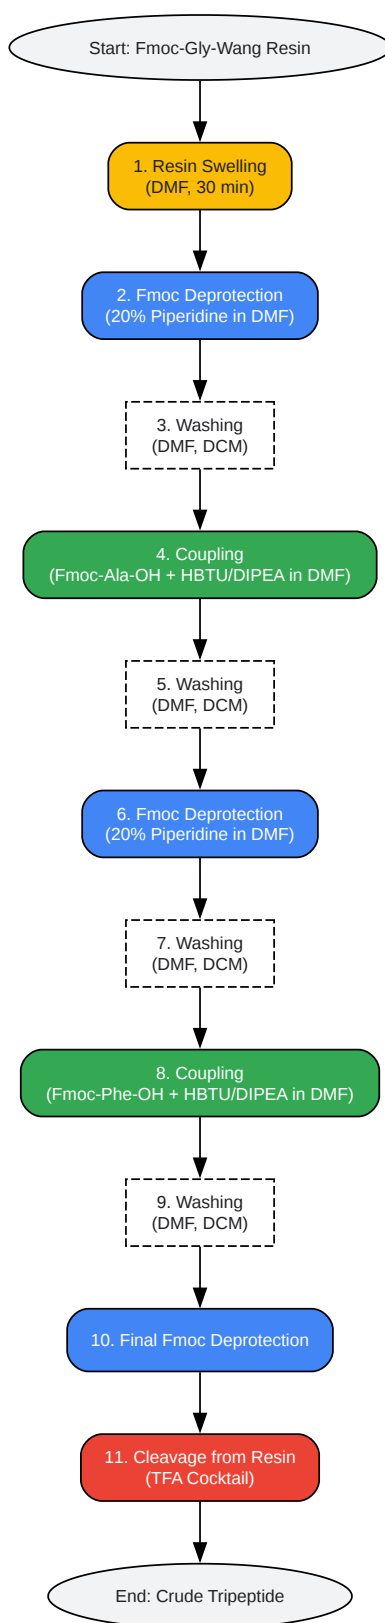 Start: Fmoc-Gly-Wang Resin
1. Resin Swelling
(DMF, 30 min)
2. Fmoc Deprotection
(20% Piperidine in DMF)
3. Washing
(DMF, DCM)
4. Coupling
(Fmoc-Ala-OH + HBTU/DIPEA in DMF)
5. Washing
(DMF, DCM)
6. Fmoc Deprotection
(20% Piperidine in DMF)
7. Washing
(DMF, DCM)
8. Coupling
(Fmoc-Phe-OH + HBTU/DIPEA in DMF)
9. Washing
(DMF, DCM)
10. Final Fmoc Deprotection
11. Cleavage from Resin
(TFA Cocktail)
End: Crude Tripeptide